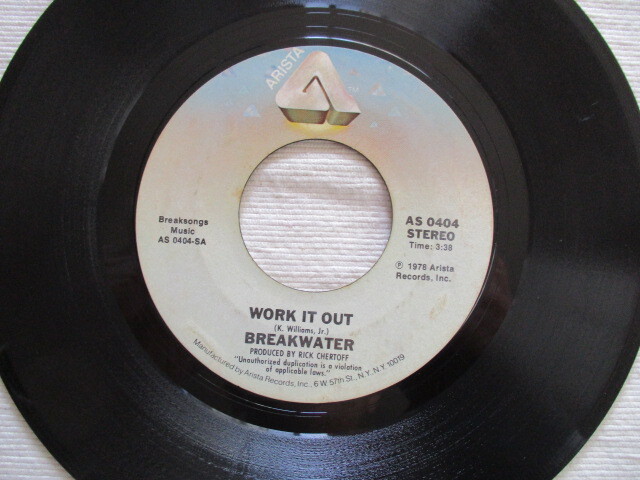 ARISTA
Breaksongs
Music
AS 0404-SA
AS 0404
STEREO
Time: 3:38
℗ 1978 Arista
Records, Inc.
WORK IT OUT
(K. Williams, Jr.)
BREAKWATER
PRODUCED BY RICK CHERTOFF
"Unauthorized duplication is a violation
of applicable laws."
Manufactured by Arista Records, Inc., 6 W 57th St., N.Y., N.Y. 10019